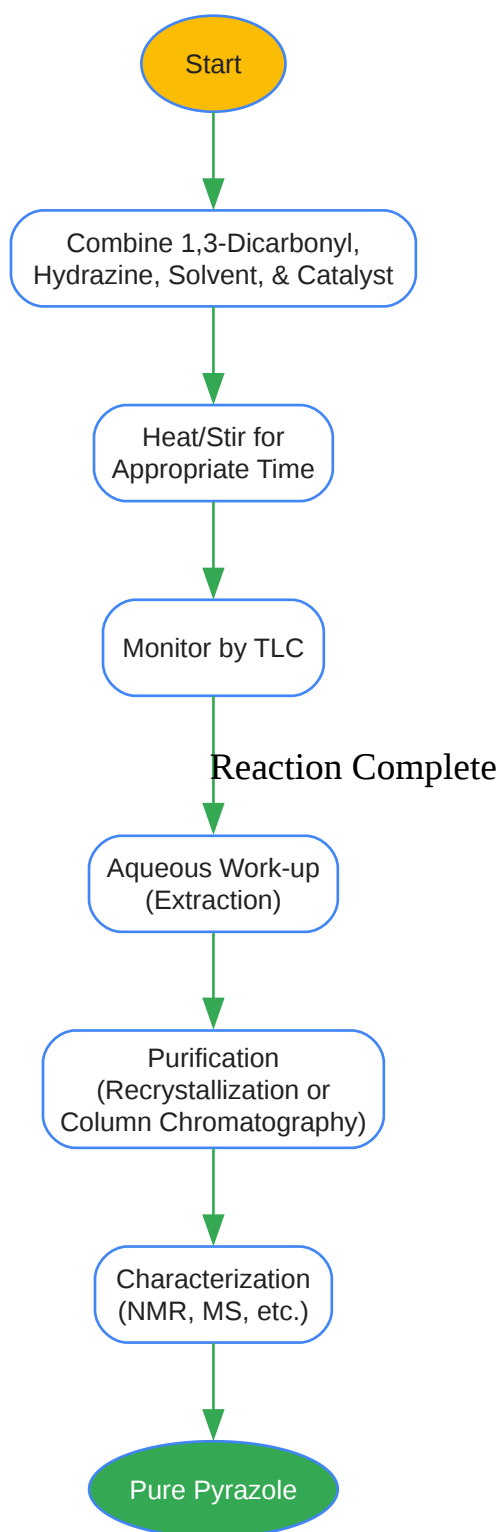 Start
Combine 1,3-Dicarbonyl,
Hydrazine, Solvent, & Catalyst
Heat/Stir for
Appropriate Time
Monitor by TLC
Reaction Complete
Aqueous Work-up
(Extraction)
Purification
(Recrystallization or
Column Chromatography)
Characterization
(NMR, MS, etc.)
Pure Pyrazole